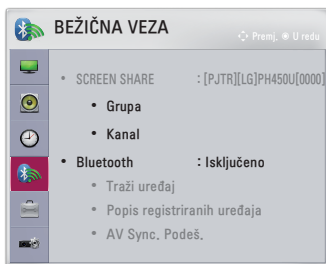 BEŽIČNA VEZA
Premj. ◉ U redu
• SCREEN SHARE : [PJTR][LG]PH450U[0000]
• Grupa
• Kanal
• Bluetooth : Isključeno
• Traži uređaj
• Popis registriranih uređaja
• AV Sync. Podeš.